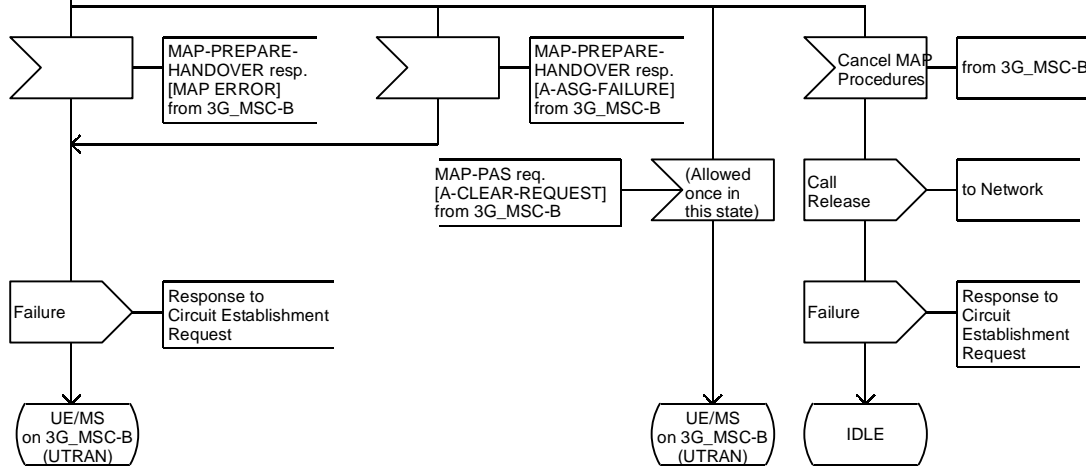 MAP-PREPARE-
HANDOVER resp.
[MAP ERROR]
from 3G_MSC-B
MAP-PREPARE-
HANDOVER resp.
[A-ASG-FAILURE]
from 3G_MSC-B
Cancel MAP
Procedures
from 3G_MSC-B
MAP-PAS req.
[A-CLEAR-REQUEST]
from 3G_MSC-B
(Allowed
once in
this state)
Call
Release
to Network
Failure
Response to
Circuit Establishment
Request
Failure
Response to
Circuit
Establishment
Request
UE/MS
on 3G_MSC-B
(UTRAN)
UE/MS
on 3G_MSC-B
(UTRAN)
IDLE